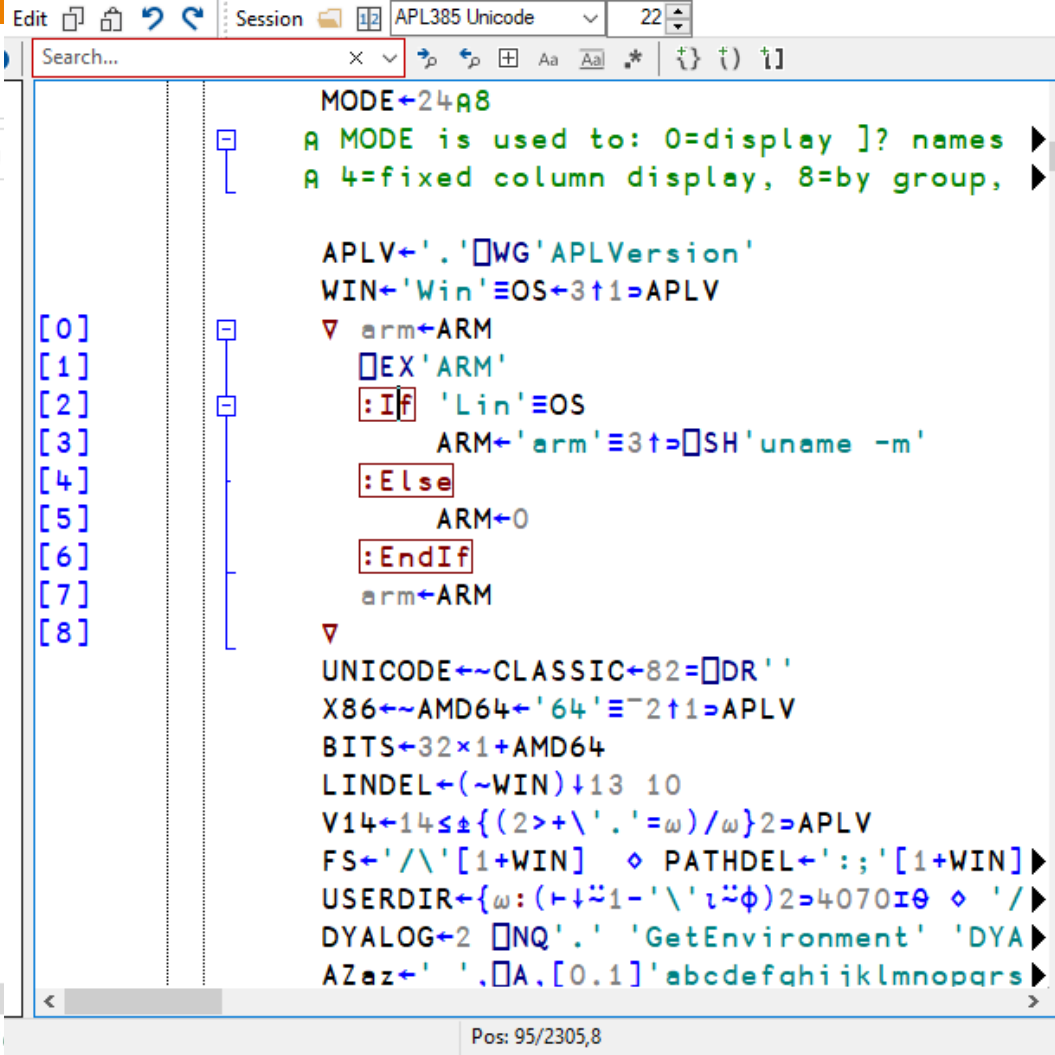 Edit Session 12 APL385 Unicode 22
Search... Aa Aa .* {} () []
MODE←24⍝8
⍝ MODE is used to: 0=display ]? names
⍝ 4=fixed column display, 8=by group,
APLV←'.'⎕WG'APLVersion'
WIN←'Win'≡OS←3↑1⊃APLV
[0] ∇ arm←ARM
[1] ⎕EX'ARM'
[2] :If 'Lin'≡OS
[3] ARM←'arm'≡3↑⊃⎕SH'uname -m'
[4] :Else
[5] ARM←0
[6] :EndIf
[7] arm←ARM
[8] ∇
UNICODE←~CLASSIC←82=⎕DR''
X86←~AMD64←'64'≡¯2↑1⊃APLV
BITS←32×1+AMD64
LINDEL←(~WIN)↓13 10
V14←14≤⍎{(2>+\'.'=⍵)/⍵}2⊃APLV
FS←'/\'[1+WIN] ⋄ PATHDEL←':;'[1+WIN]
USERDIR←{⍵:(⊢↓⍨1-'\'⍳⍨⌽)2⊃4070⌶⍬ ⋄ '/
DYALOG←2 ⎕NQ'.' 'GetEnvironment' 'DYA
AZaz←' ',⎕A,[0.1]'abcdefghijklmnopqrs
Pos: 95/2305,8